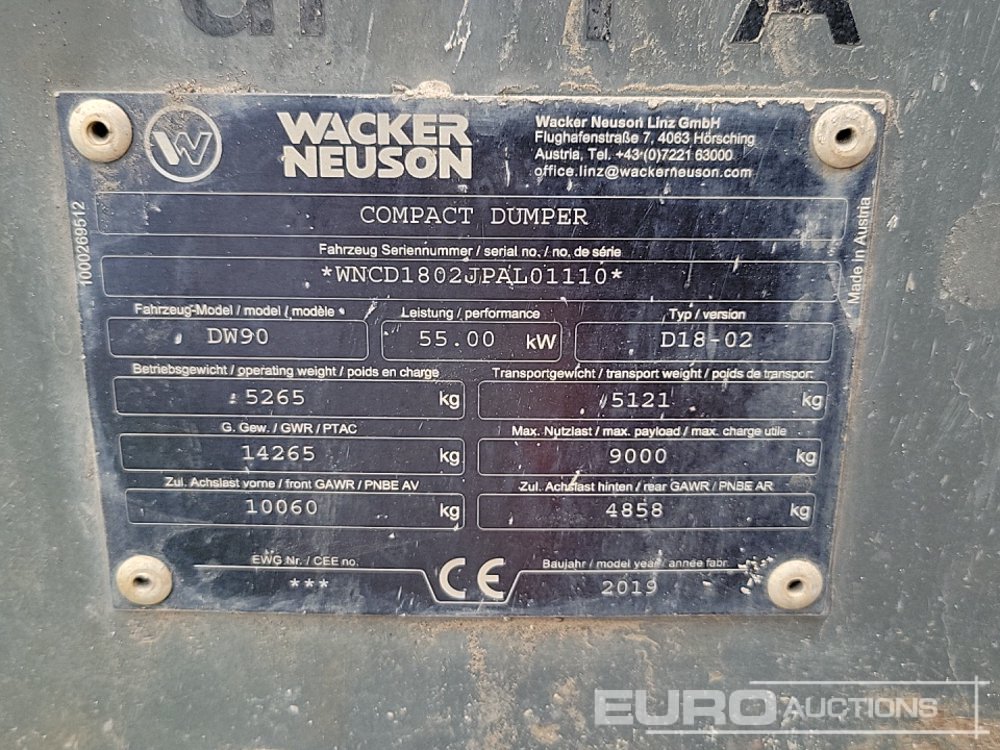 W
WACKER
NEUSON
Wacker Neuson Linz GmbH
Flughafenstraße 7, 4063 Hörsching
Austria, Tel. +43 (0)7221 63000
office.linz@wackerneuson.com
1000269512
COMPACT DUMPER
Made in Austria
Fahrzeug Seriennummer / serial no. / no. de série
*WNCD1802JPAL01110*
Fahrzeug-Model / model / modèle
DW90
Leistung / performance
55.00 kW
Typ / version
D18-02
Betriebsgewicht / operating weight / poids en charge
5265 kg
Transportgewicht / transport weight / poids de transport
5121 kg
G. Gew. / GWR / PTAC
14265 kg
Max. Nutzlast / max. payload / max. charge utile
9000 kg
Zul. Achslast vorne / front GAWR / PNBE AV
10060 kg
Zul. Achslast hinten / rear GAWR / PNBE AR
4858 kg
EWG Nr. / CEE no.
***
CE
Baujahr / model year / année fabr.
2019
EURO AUCTIONS